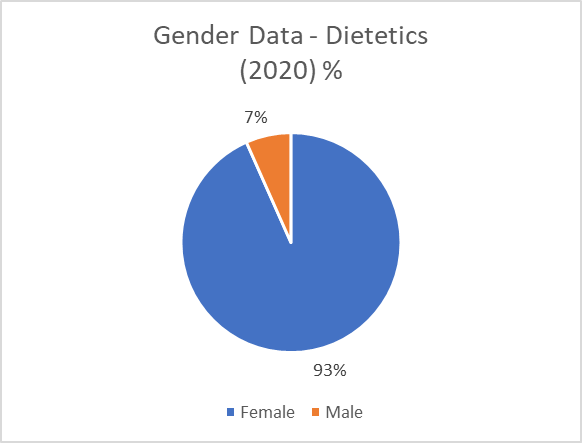 Gender Data - Dietetics
(2020) %
7%
93%
Female Male